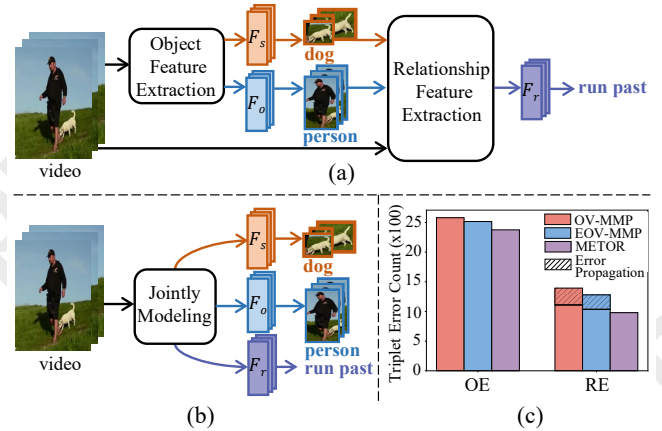 Object
Feature
Extraction
F_s
dog
F_o
person
Relationship
Feature
Extraction
F_r
run past
video
(a)
Jointly
Modeling
F_s
dog
F_o
person
F_r
run past
video
(b)
Triplet Error Count (x100)
25
20
15
10
5
0
OV-MMP
EOV-MMP
METOR
Error
Propagation
OE
RE
(c)